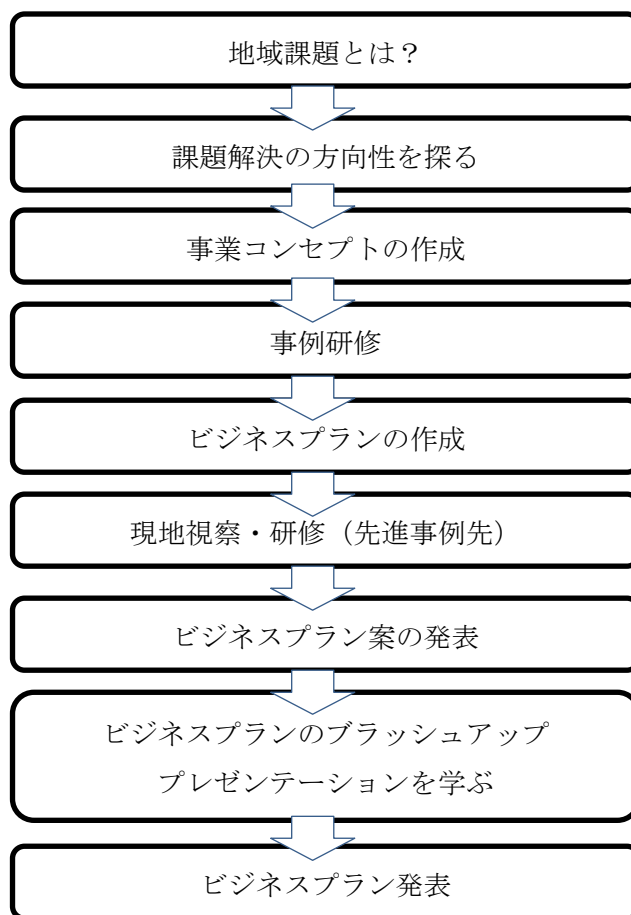 地域課題とは？
課題解決の方向性を探る
事業コンセプトの作成
事例研修
ビジネスプランの作成
現地視察・研修（先進事例先）
ビジネスプラン案の発表
ビジネスプランのブラッシュアップ
プレゼンテーションを学ぶ
ビジネスプラン発表